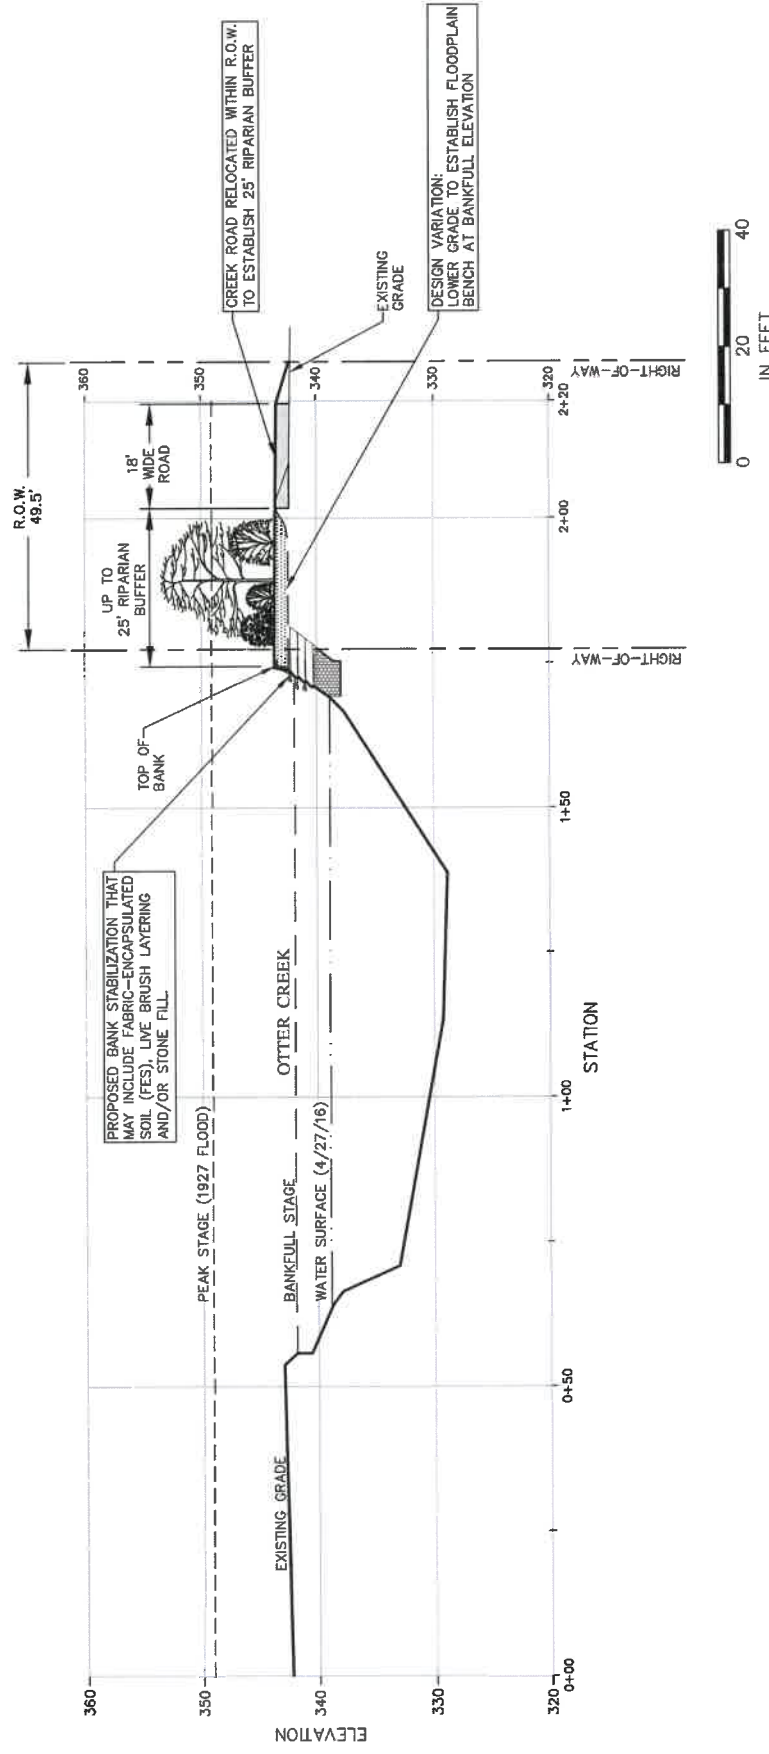 R.O.W.
49.5'
UP TO
25' RIPARIAN
BUFFER
18'
WIDE
ROAD
CREEK ROAD RELOCATED WITHIN R.O.W.
TO ESTABLISH 25' RIPARIAN BUFFER
PROPOSED BANK STABILIZATION THAT
MAY INCLUDE FABRIC-ENCAPSULATED
SOIL (FES), LIVE BRUSH LAYERING
AND/OR STONE FILL.
TOP OF
BANK
EXISTING
GRADE
DESIGN VARIATION:
LOWER GRADE TO ESTABLISH FLOODPLAIN
BENCH AT BANKFULL ELEVATION
PEAK STAGE (1927 FLOOD)
BANKFULL STAGE
OTTER CREEK
WATER SURFACE (4/27/16)
EXISTING GRADE
ELEVATION
360
350
340
330
320
360
350
340
330
320
0+00
0+50
1+00
1+50
2+00
2+20
STATION
RIGHT-OF-WAY
RIGHT-OF-WAY
0
20
40
IN FEET